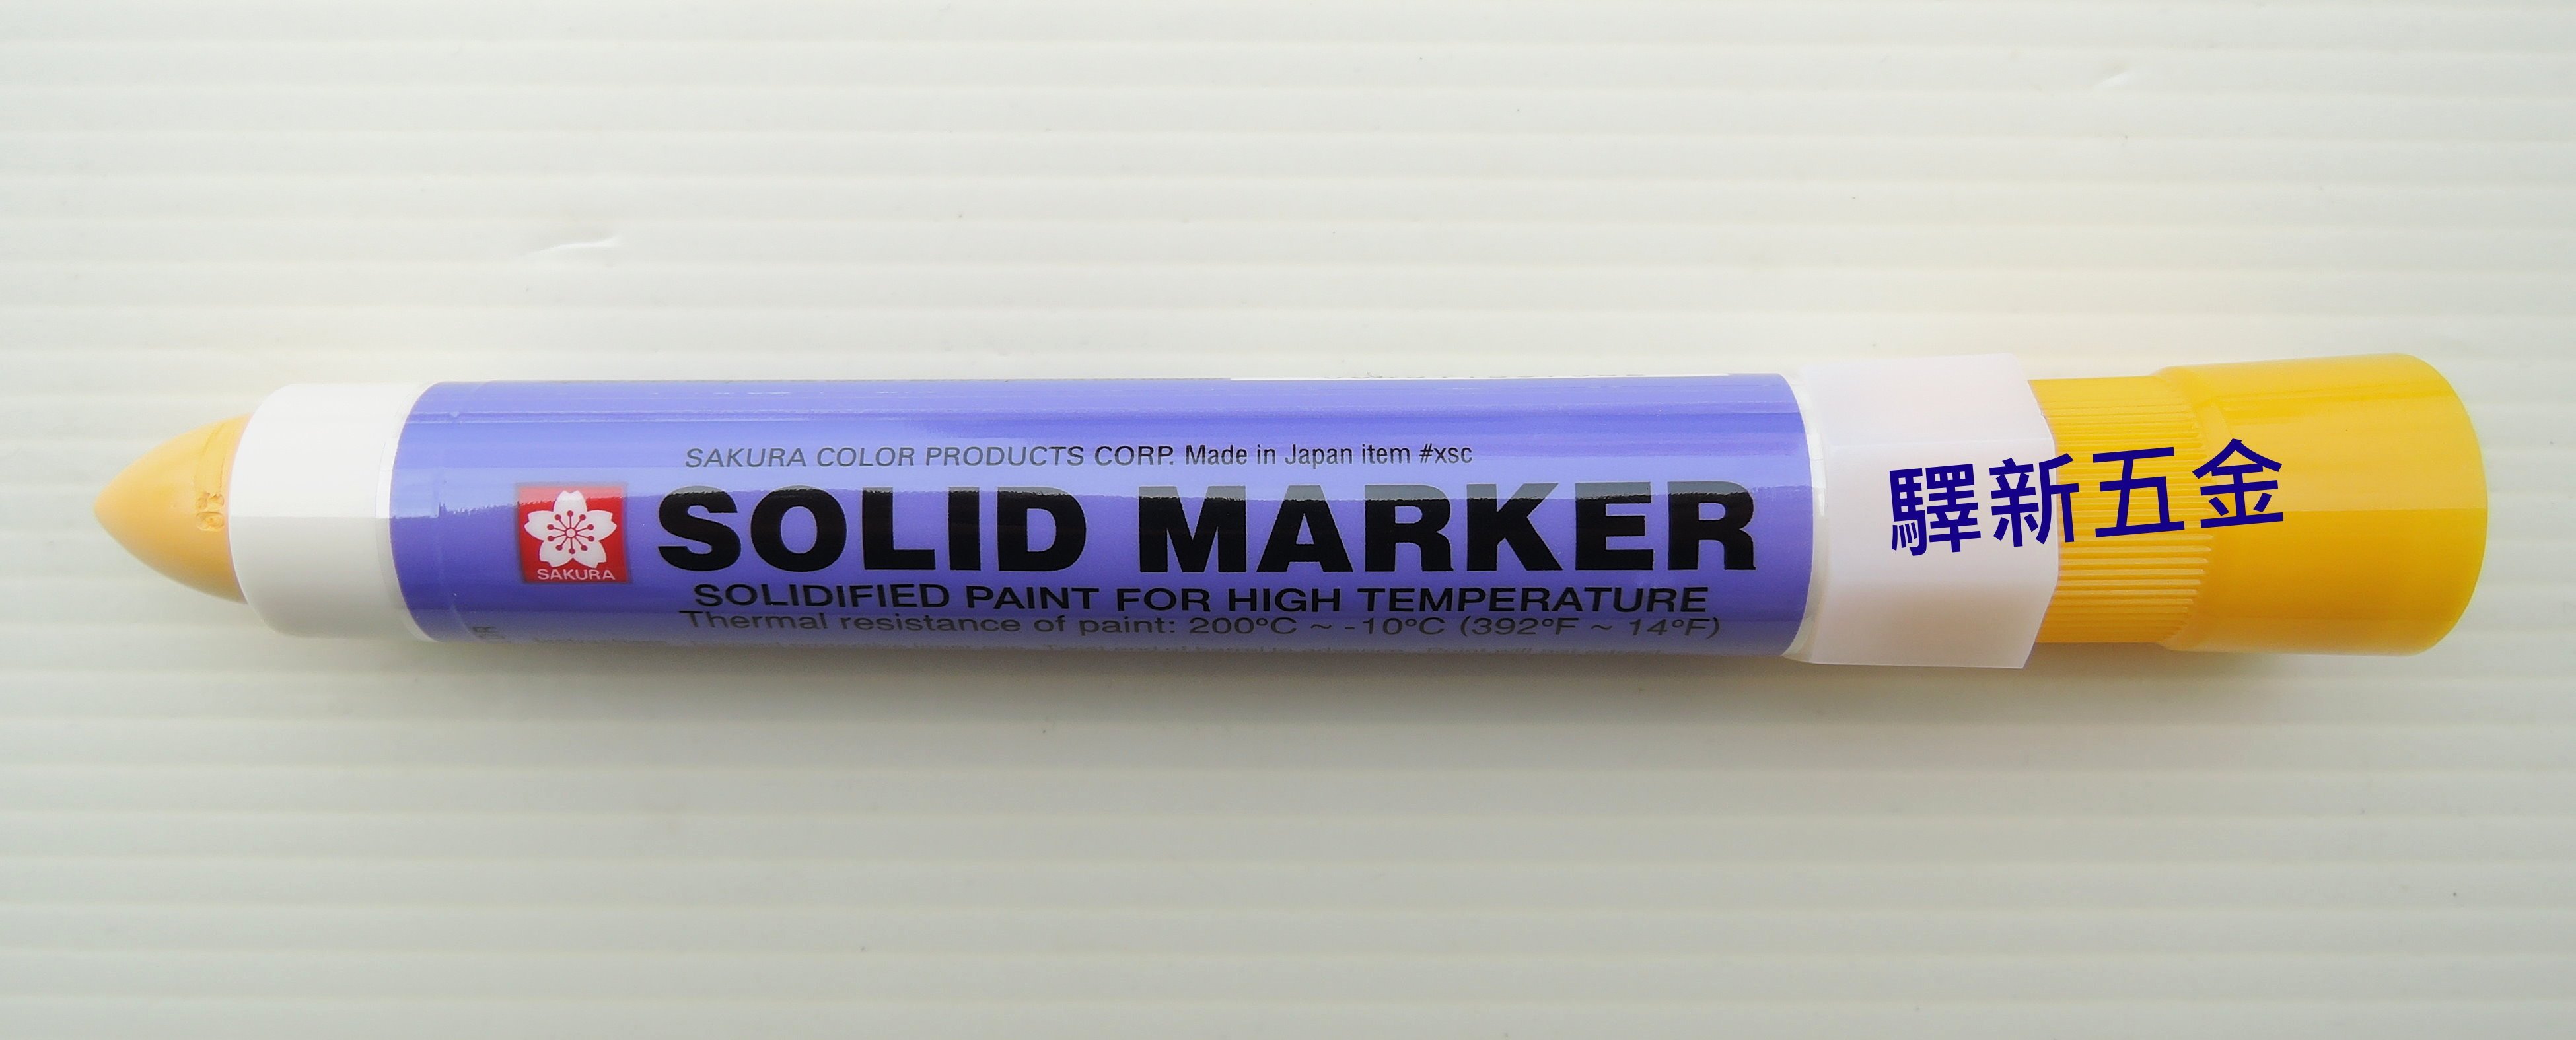 SAKURA COLOR PRODUCTS CORP. Made in Japan item #xsc
SAKURA
SOLID MARKER
SOLIDIFIED PAINT FOR HIGH TEMPERATURE
Thermal resistance of paint: 200°C ~ -10°C (392°F ~ 14°F)
驛新五金